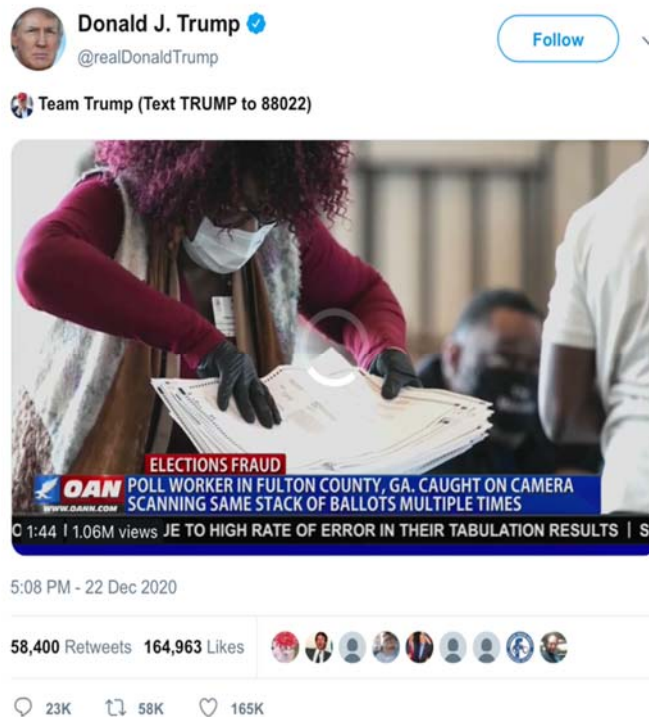 Donald J. Trump
@realDonaldTrump
Follow
Team Trump (Text TRUMP to 88022)
ELECTIONS FRAUD
OAN
WWW.OANN.COM
POLL WORKER IN FULTON COUNTY, GA. CAUGHT ON CAMERA
SCANNING SAME STACK OF BALLOTS MULTIPLE TIMES
1:44 | 1.06M views JE TO HIGH RATE OF ERROR IN THEIR TABULATION RESULTS | S
5:08 PM - 22 Dec 2020
58,400 Retweets 164,963 Likes
23K 58K 165K